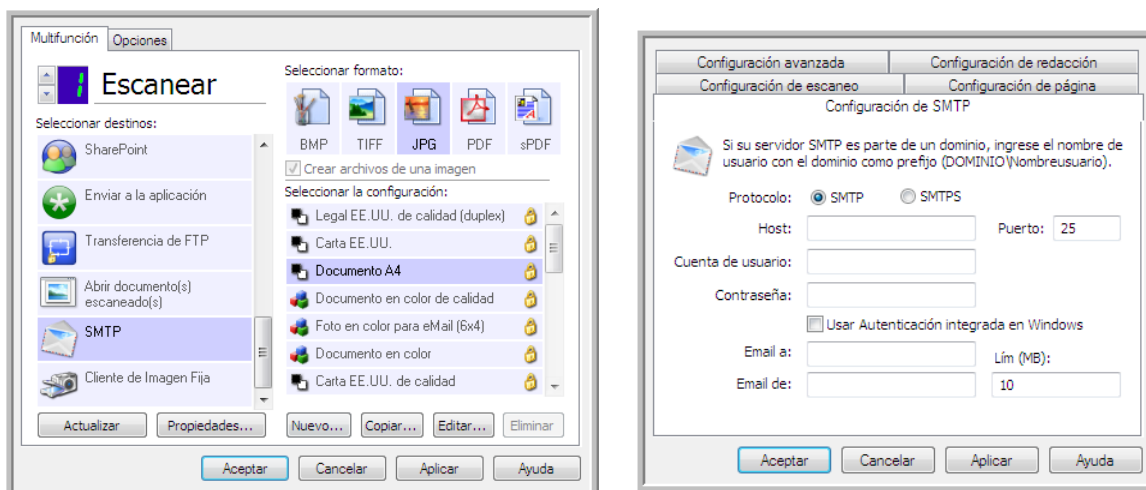 Multifunción
Opciones
1
Escanear
Seleccionar destinos:
SharePoint
Enviar a la aplicación
Transferencia de FTP
Abrir documento(s)
escaneado(s)
SMTP
Cliente de Imagen Fija
Actualizar
Propiedades...
Seleccionar formato:
BMP
TIFF
JPG
PDF
sPDF
Crear archivos de una imagen
Seleccionar la configuración:
Legal EE.UU. de calidad (duplex)
Carta EE.UU.
Documento A4
Documento en color de calidad
Foto en color para eMail (6x4)
Documento en color
Carta EE.UU. de calidad
Nuevo...
Copiar...
Editar...
Eliminar
Aceptar
Cancelar
Aplicar
Ayuda
Configuración avanzada
Configuración de redacción
Configuración de escaneo
Configuración de página
Configuración de SMTP
Si su servidor SMTP es parte de un dominio, ingrese el nombre de
usuario con el dominio como prefijo (DOMINIO\Nombreusuario).
Protocolo:
SMTP
SMTPS
Host:
Puerto: 25
Cuenta de usuario:
Contraseña:
Usar Autenticación integrada en Windows
Email a:
Lím (MB):
Email de:
10
Aceptar
Cancelar
Aplicar
Ayuda